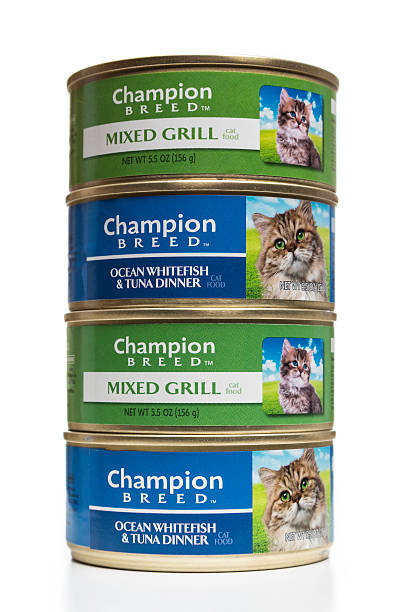 Champion
BREED™
MIXED GRILL cat food
NET WT 5.5 OZ (156 g)
Champion
BREED™
OCEAN WHITEFISH
& TUNA DINNER CAT FOOD
Champion
BREED™
MIXED GRILL cat food
NET WT 5.5 OZ (156 g)
Champion
BREED™
OCEAN WHITEFISH
& TUNA DINNER CAT FOOD